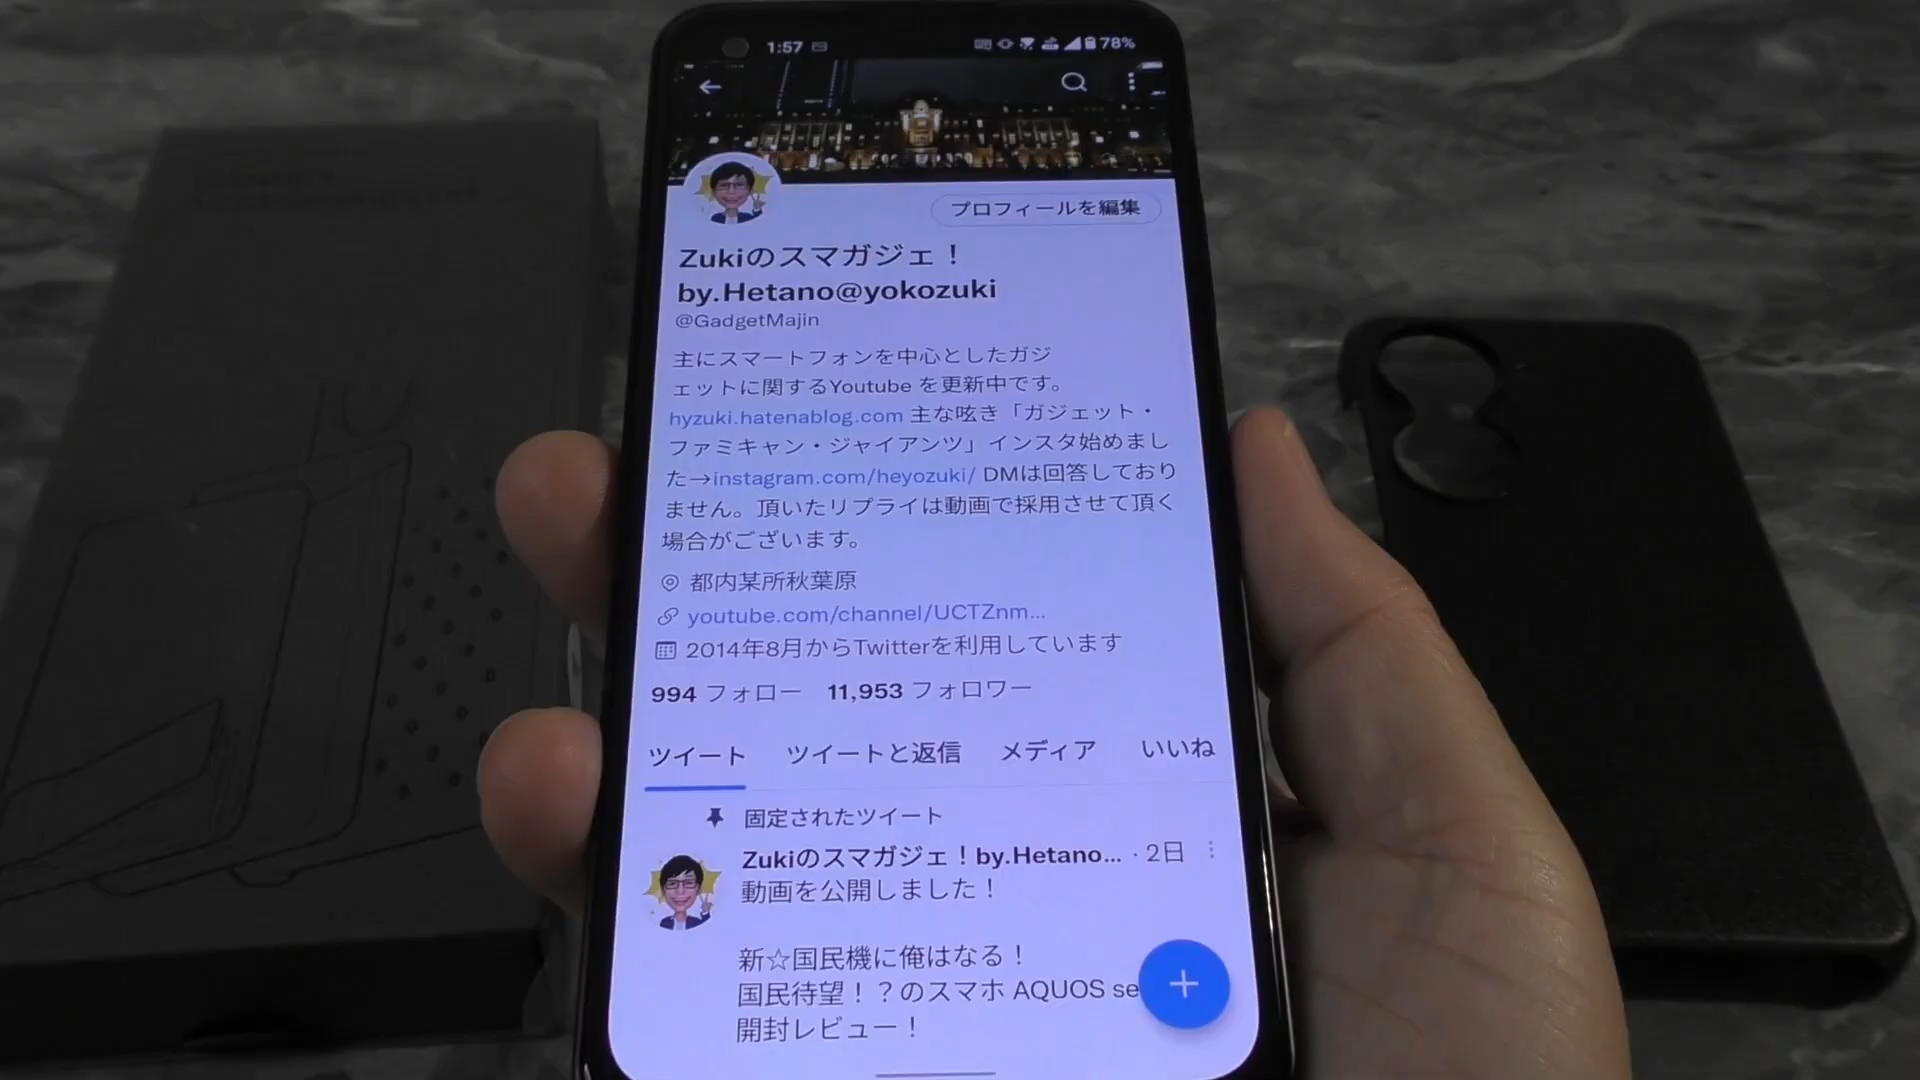 1:57
78%
プロフィールを編集
Zukiのスマガジェ！
by.Hetano@yokozuki
@GadgetMajin
主にスマートフォンを中心としたガジ
ェットに関するYoutube を更新中です。
hyzuki.hatenablog.com 主な呟き「ガジェット・
ファミキャン・ジャイアンツ」インスタ始めまし
た→instagram.com/heyozuki/ DMは回答しており
ません。頂いたリプライは動画で採用させて頂く
場合がございます。
都内某所秋葉原
youtube.com/channel/UCTZnm...
2014年8月からTwitterを利用しています
994 フォロー 11,953 フォロワー
ツイート ツイートと返信 メディア いいね
固定されたツイート
Zukiのスマガジェ！by.Hetano... · 2日
動画を公開しました！
新☆国民機に俺はなる！
国民待望！？のスマホ AQUOS se
開封レビュー！